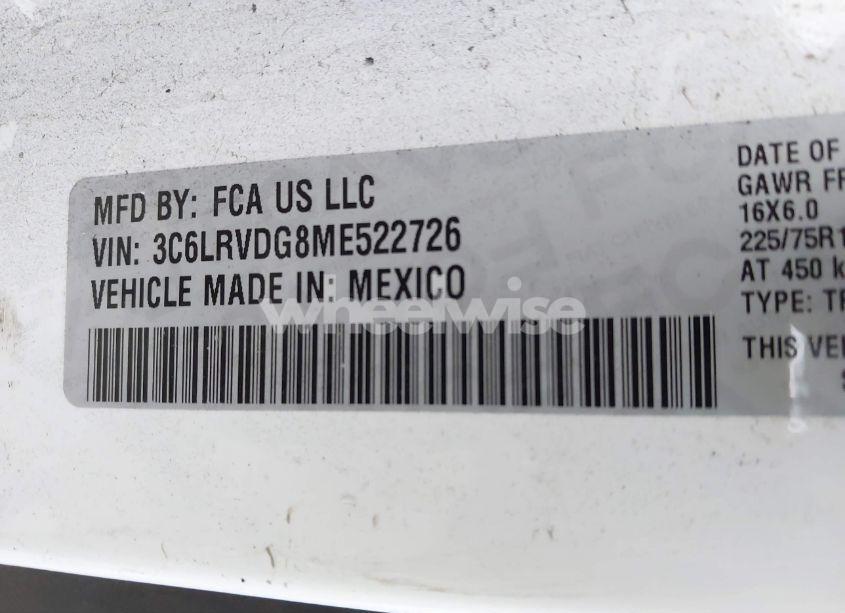 MFD BY: FCA US LLC
VIN: 3C6LRVDG8ME522726
VEHICLE MADE IN: MEXICO
wheelwise
DATE OF
GAWR FR
16X6.0
225/75R1
AT 450 k
TYPE: TR
THIS VE